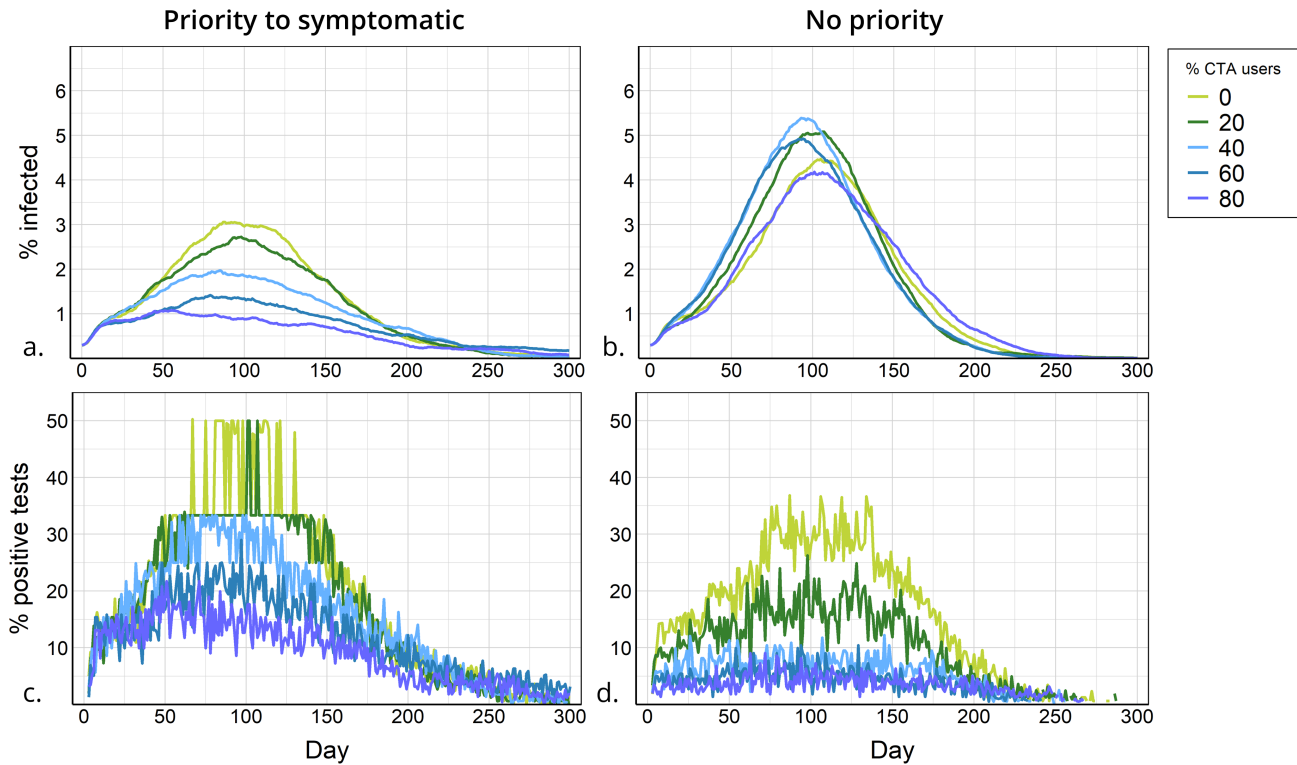 Priority to symptomatic
No priority
% infected
6
5
4
3
2
1
a.
0 50 100 150 200 250 300
6
5
4
3
2
1
b.
0 50 100 150 200 250 300
% CTA users
0
20
40
60
80
% positive tests
50
40
30
20
10
c.
0 50 100 150 200 250 300
Day
50
40
30
20
10
d.
0 50 100 150 200 250 300
Day